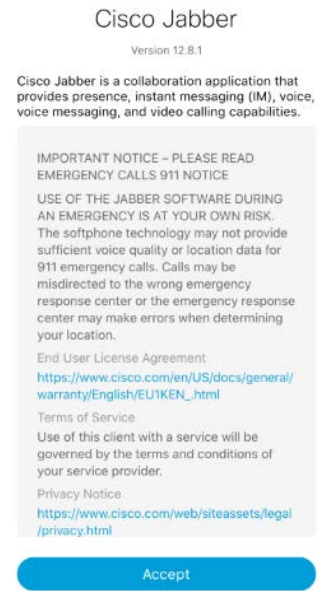 Cisco Jabber
Version 12.8.1
Cisco Jabber is a collaboration application that
provides presence, instant messaging (IM), voice,
voice messaging, and video calling capabilities.
IMPORTANT NOTICE – PLEASE READ
EMERGENCY CALLS 911 NOTICE
USE OF THE JABBER SOFTWARE DURING
AN EMERGENCY IS AT YOUR OWN RISK.
The softphone technology may not provide
sufficient voice quality or location data for
911 emergency calls. Calls may be
misdirected to the wrong emergency
response center or the emergency response
center may make errors when determining
your location.
End User License Agreement
https://www.cisco.com/en/US/docs/general/
warranty/English/EU1KEN_.html
Terms of Service
Use of this client with a service will be
governed by the terms and conditions of
your service provider.
Privacy Notice
https://www.cisco.com/web/siteassets/legal
/privacy.html
Accept